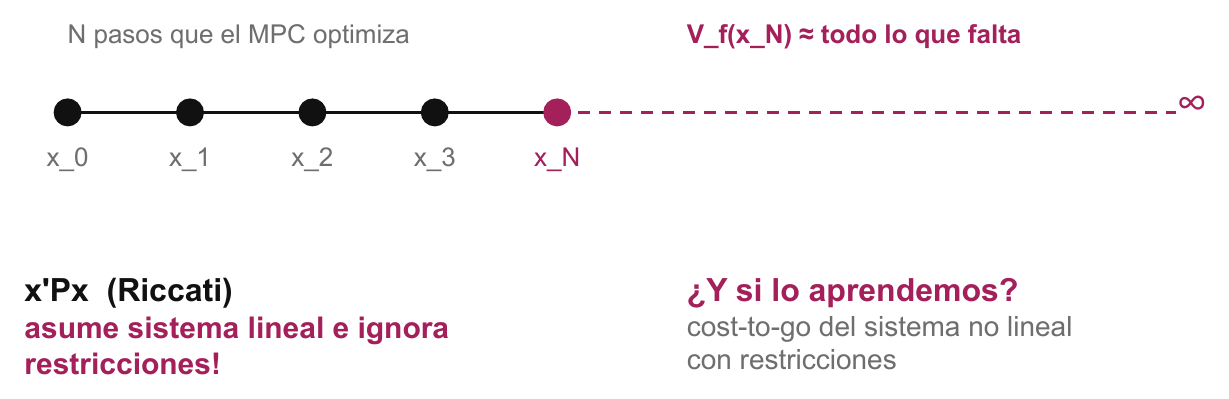 N pasos que el MPC optimiza
V_f(x_N) ≈ todo lo que falta
∞
x_0
x_1
x_2
x_3
x_N
x'Px (Riccati)
asume sistema lineal e ignora
restricciones!
¿Y si lo aprendemos?
cost-to-go del sistema no lineal
con restricciones